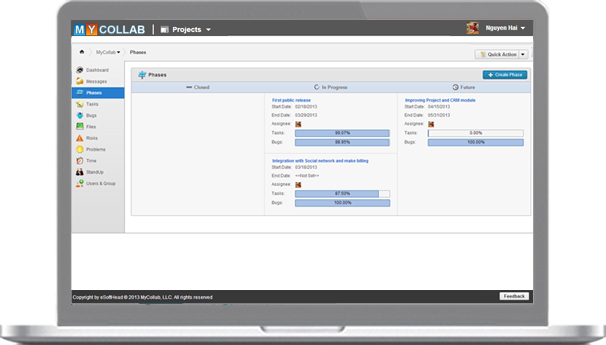 MY COLLAB Projects Nguyen Hai
MyCollab Phases Quick Action
Dashboard
Messages
Phases
Tasks
Bugs
Files
Risks
Problems
Time
StandUp
Users & Group
Phases + Create Phase
Closed In Progress Future
First public release
Start Date: 02/18/2013
End Date: 03/29/2013
Assignee:
Tasks:
Bugs:
Integration with Social network and make billing
Start Date: 03/18/2013
End Date: <<Not Set>>
Assignee:
Tasks: 87.50%
Bugs: 100.00%
Improving Project and CRM module
Start Date: 04/10/2013
End Date: 05/31/2013
Assignee:
Tasks: 0.00%
Bugs: 100.00%
Copyright by eSoftHead © 2013 MyCollab, LLC. All rights reserved Feedback